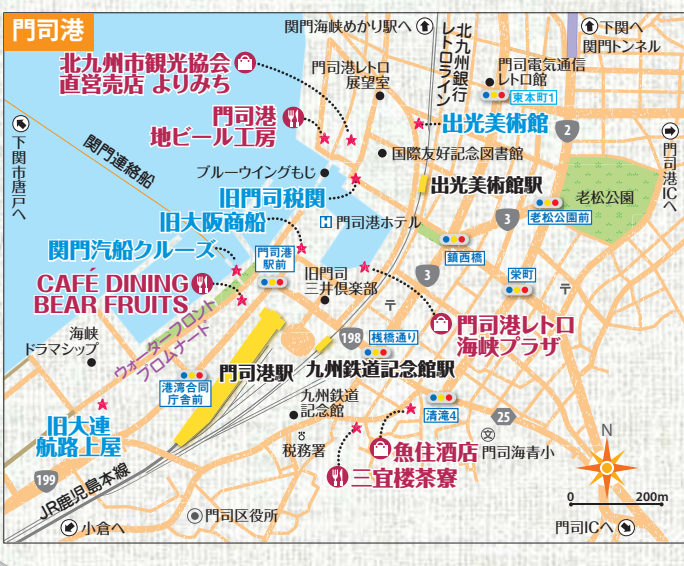 門司港
関門海峡めかり駅へ
下関へ
関門トンネル
北九州銀行
レトロライン
北九州市観光協会
直営売店 よりみち
門司港レトロ
展望室
門司電気通信
レトロ館
東本町1
門司港
地ビール工房
出光美術館
2
国際友好記念図書館
下関市唐戸へ
関門連絡船
門司港ICへ
ブルーウイングもじ
出光美術館駅
老松公園
旧門司税関
旧大阪商船
H 門司港ホテル
3
老松公園前
関門汽船クルーズ
門司港
駅前
鎮西橋
CAFÉ DINING
BEAR FRUITS
旧門司
三井倶楽部
3
栄町
〒
〒
ウォーターフロント
プロムナード
海峡
ドラマシップ
門司港レトロ
海峡プラザ
198
桟橋通り
門司港駅
九州鉄道記念館駅
港湾合同
庁舎前
九州鉄道
記念館
清滝4
25
旧大連
航路上屋
税務署
魚住酒店
文
門司海青小
N
三宜楼茶寮
199
JR鹿児島本線
0
200m
小倉へ
門司区役所
門司ICへ